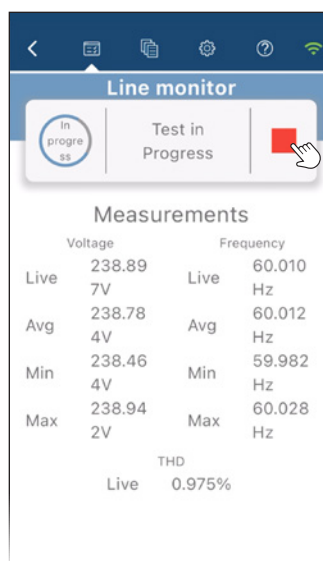 Line monitor
In
progre
ss
Test in
Progress
Measurements
Voltage
Frequency
Live
238.89
7V
Live
60.010
Hz
Avg
238.78
4V
Avg
60.012
Hz
Min
238.46
4V
Min
59.982
Hz
Max
238.94
2V
Max
60.028
Hz
THD
Live
0.975%